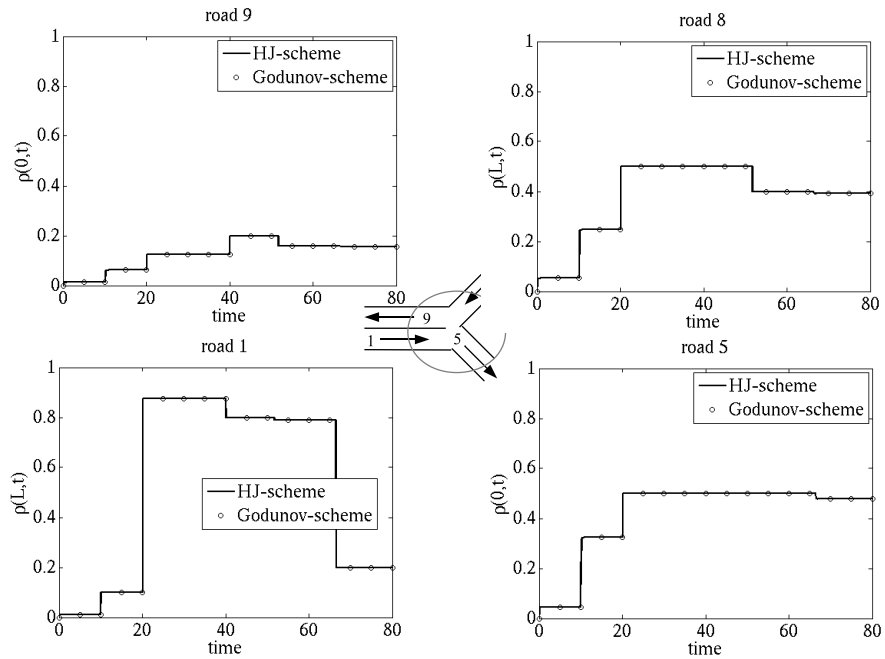 road 9
1
0.8
0.6
0.4
0.2
0
ρ(0,t)
HJ-scheme
Godunov-scheme
0 20 40 60 80
time
road 8
1
0.8
0.6
0.4
0.2
0
ρ(L,t)
HJ-scheme
Godunov-scheme
0 20 40 60 80
time
9
1
5
road 1
1
0.8
0.6
0.4
0.2
0
ρ(L,t)
HJ-scheme
Godunov-scheme
0 20 40 60 80
time
road 5
1
0.8
0.6
0.4
0.2
0
ρ(0,t)
HJ-scheme
Godunov-scheme
0 20 40 60 80
time